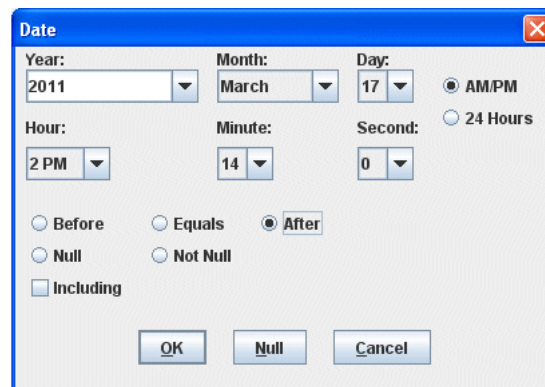 Date
Year: Month: Day:
2011 March 17 AM/PM
24 Hours
Hour: Minute: Second:
2 PM 14 0
Before Equals After
Null Not Null
Including
OK Null Cancel